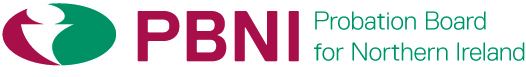 PBNI
Probation Board
for Northern Ireland